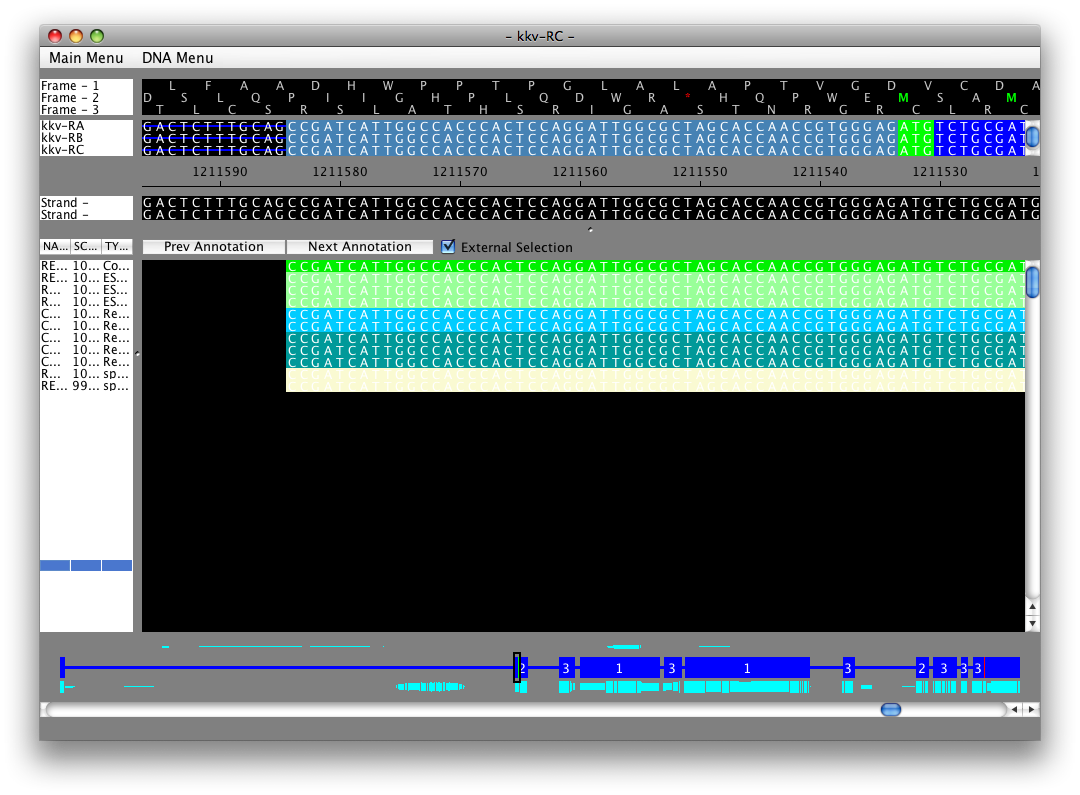 - kkv-RC -
Main Menu DNA Menu
Frame - 1 L F A A D H W P P T P G L A L A P T V G D V C D A
Frame - 2 D S L Q P I I G H P L Q D W R * H Q P W E M S A M
Frame - 3 T L C S R S L A T H S R I G A S T N R G R C L R C
kkv-RA GACTCTTTGCAGCCGATCATTGGCCACCCACTCCAGGATTGGCGCTAGCACCAACCGTGGGAGATGTCTGCGAT
kkv-RB GACTCTTTGCAGCCGATCATTGGCCACCCACTCCAGGATTGGCGCTAGCACCAACCGTGGGAGATGTCTGCGAT
kkv-RC GACTCTTTGCAGCCGATCATTGGCCACCCACTCCAGGATTGGCGCTAGCACCAACCGTGGGAGATGTCTGCGAT
1211590 1211580 1211570 1211560 1211550 1211540 1211530 1
Strand - GACTCTTTGCAGCCGATCATTGGCCACCCACTCCAGGATTGGCGCTAGCACCAACCGTGGGAGATGTCTGCGATG
Strand - GACTCTTTGCAGCCGATCATTGGCCACCCACTCCAGGATTGGCGCTAGCACCAACCGTGGGAGATGTCTGCGATG
NA... SC... TY... Prev Annotation Next Annotation External Selection
RE... 10... Co... CCGATCATTGGCCACCCACTCCAGGATTGGCGCTAGCACCAACCGTGGGAGATGTCTGCGAT
RE... 10... ES... CCGATCATTGGCCACCCACTCCAGGATTGGCGCTAGCACCAACCGTGGGAGATGTCTGCGAT
R... 10... ES... CCGATCATTGGCCACCCACTCCAGGATTGGCGCTAGCACCAACCGTGGGAGATGTCTGCGAT
R... 10... ES... CCGATCATTGGCCACCCACTCCAGGATTGGCGCTAGCACCAACCGTGGGAGATGTCTGCGAT
C... 10... Re... CCGATCATTGGCCACCCACTCCAGGATTGGCGCTAGCACCAACCGTGGGAGATGTCTGCGAT
C... 10... Re... CCGATCATTGGCCACCCACTCCAGGATTGGCGCTAGCACCAACCGTGGGAGATGTCTGCGAT
C... 10... Re... CCGATCATTGGCCACCCACTCCAGGATTGGCGCTAGCACCAACCGTGGGAGATGTCTGCGAT
C... 10... Re... CCGATCATTGGCCACCCACTCCAGGATTGGCGCTAGCACCAACCGTGGGAGATGTCTGCGAT
C... 10... Re... CCGATCATTGGCCACCCACTCCAGGATTGGCGCTAGCACCAACCGTGGGAGATGTCTGCGAT
R... 10... sp...
RE... 99... sp...
2 3 1 3 1 3 2 3 3 3